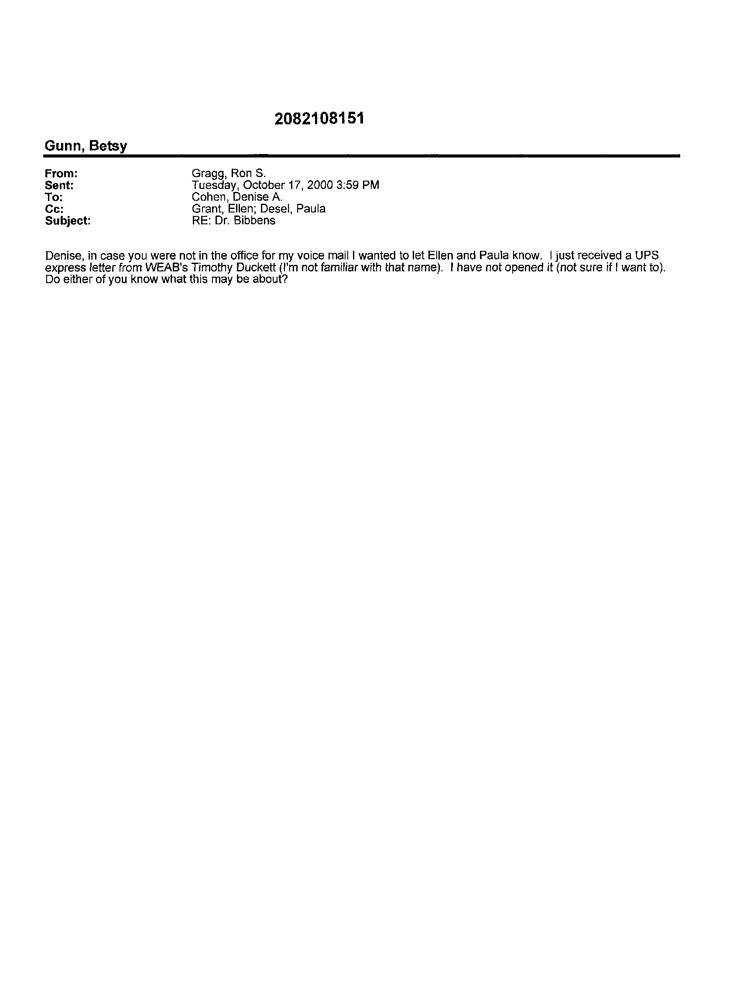 2082108151
Gunn, Betsy
From: Gragg, Ron S.
Sent: Tuesday, October 17, 2000 3:59 PM
To: Cohen, Denise A.
Cc: Grant, Ellen; Desel, Paula
Subject: RE: Dr. Bibbens
Denise, in case you were not in the office for my voice mail I wanted to let Ellen and Paula know. I just received a UPS
express letter from WEAB's Timothy Duckett (I'm not familiar with that name). I have not opened it (not sure if I want to).
Do either of you know what this may be about?